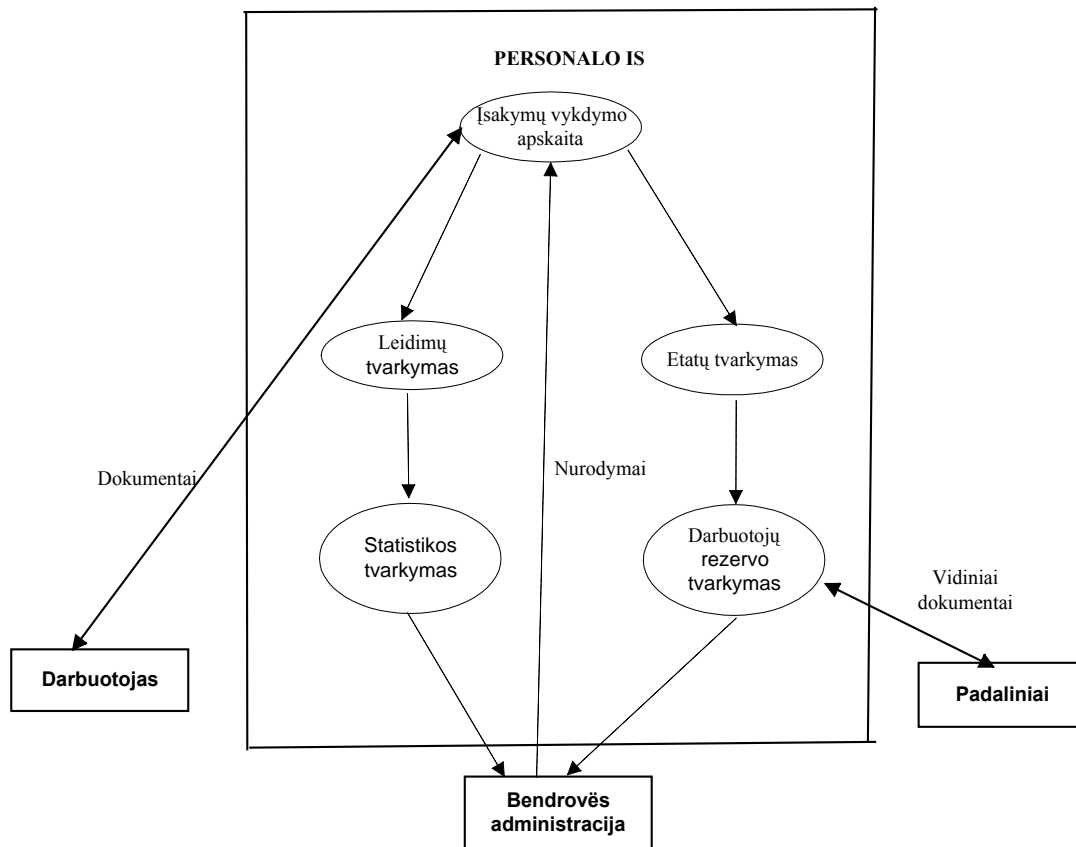 PERSONALO IS
Įsakymų vykdymo
apskaita
Leidimų
tvarkymas
Etatų tvarkymas
Dokumentai
Nurodymai
Statistikos
tvarkymas
Darbuotojų
rezervo
tvarkymas
Vidiniai
dokumentai
Darbuotojas
Padaliniai
Bendrovės
administracija